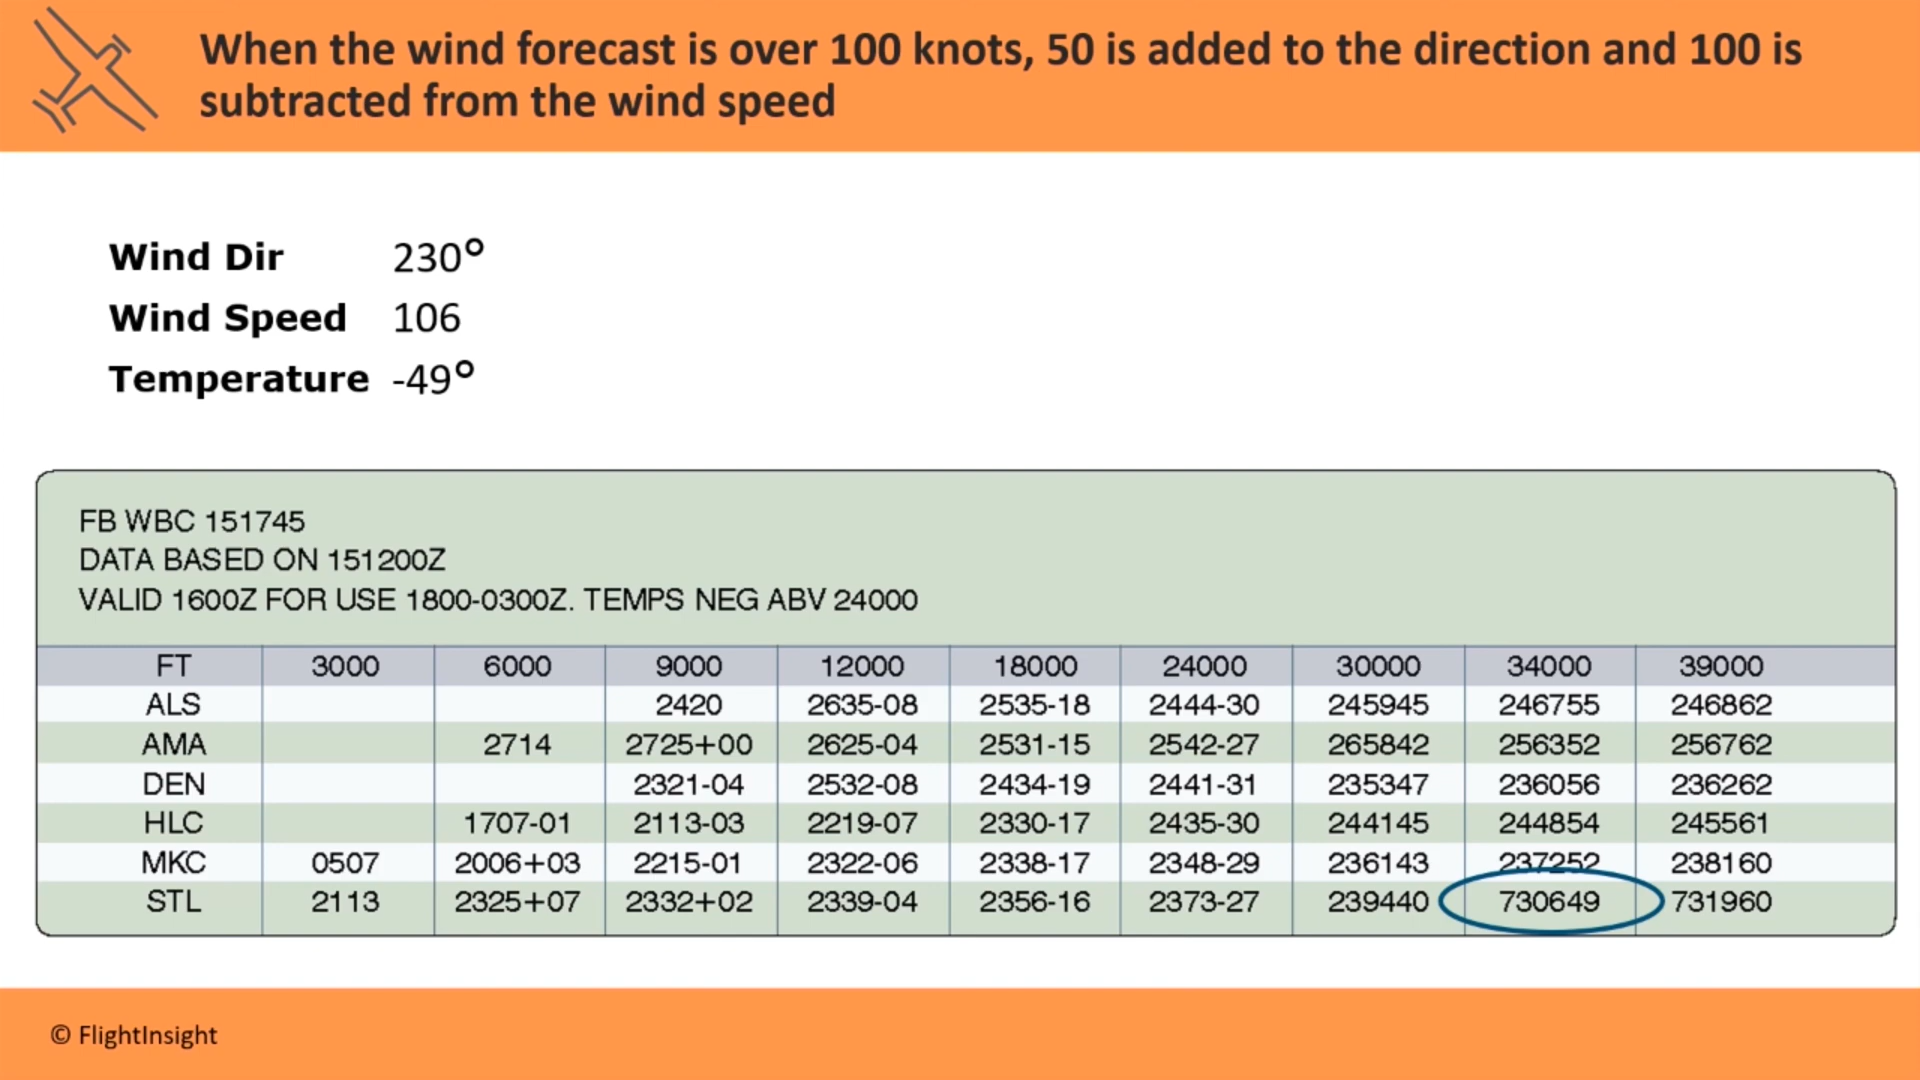 When the wind forecast is over 100 knots, 50 is added to the direction and 100 is
subtracted from the wind speed
Wind Dir 230°
Wind Speed 106
Temperature -49°
FB WBC 151745
DATA BASED ON 151200Z
VALID 1600Z FOR USE 1800-0300Z. TEMPS NEG ABV 24000
FT 3000 6000 9000 12000 18000 24000 30000 34000 39000
ALS 2420 2635-08 2535-18 2444-30 245945 246755 246862
AMA 2714 2725+00 2625-04 2531-15 2542-27 265842 256352 256762
DEN 2321-04 2532-08 2434-19 2441-31 235347 236056 236262
HLC 1707-01 2113-03 2219-07 2330-17 2435-30 244145 244854 245561
MKC 0507 2006+03 2215-01 2322-06 2338-17 2348-29 236143 237252 238160
STL 2113 2325+07 2332+02 2339-04 2356-16 2373-27 239440 730649 731960
© FlightInsight